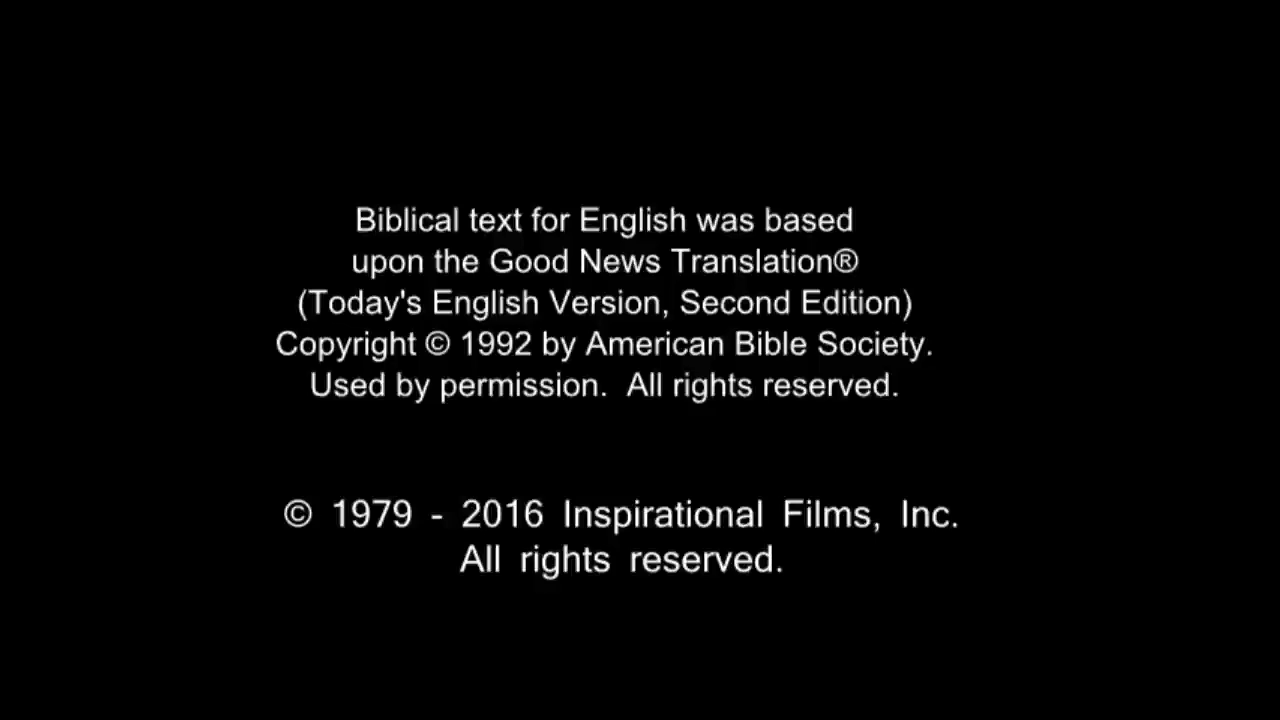 Biblical text for English was based
upon the Good News Translation®
(Today's English Version, Second Edition)
Copyright © 1992 by American Bible Society.
Used by permission.  All rights reserved.
© 1979 - 2016 Inspirational Films, Inc.
All rights reserved.